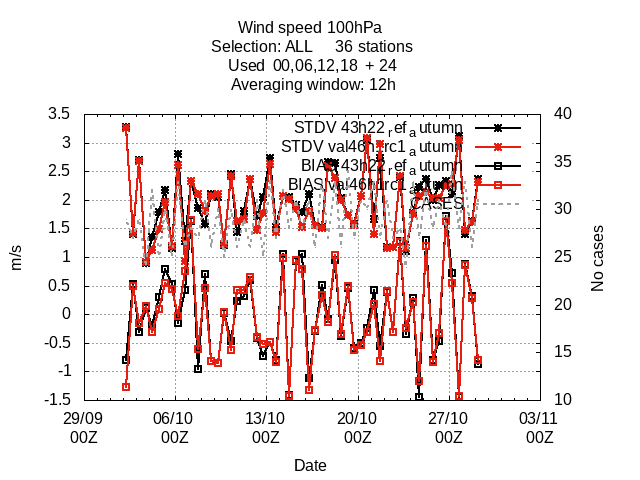 Wind speed 100hPa
Selection: ALL 36 stations
Used 00,06,12,18 + 24
Averaging window: 12h
STDV 43h22_ref_autumn
STDV val46h1rc1_autumn
BIAS 43h22_ref_autumn
BIAS val46h1rc1_autumn
CASES
3.5
3
2.5
2
1.5
1
0.5
0
-0.5
-1
-1.5
m/s
40
35
30
25
20
15
10
No cases
29/09 06/10 13/10 20/10 27/10 03/11
00Z 00Z 00Z 00Z 00Z 00Z
Date